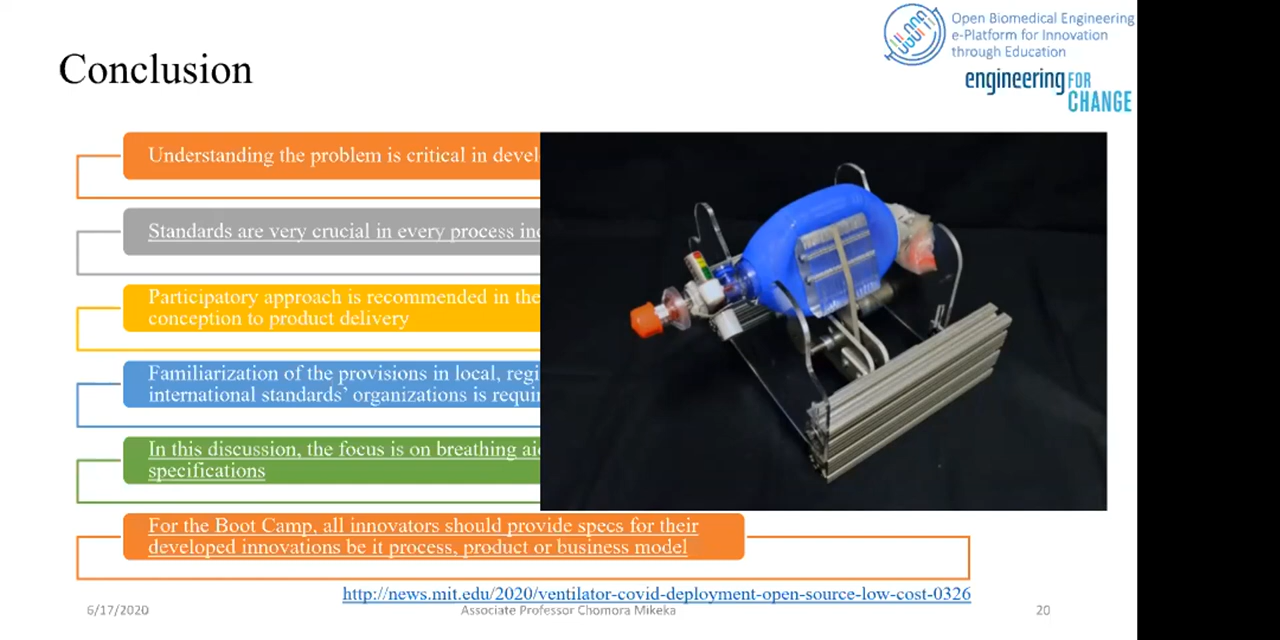 Open Biomedical Engineering
e-Platform for Innovation
through Education
engineering FOR
CHANGE
Conclusion
Understanding the problem is critical in devel
Standards are very crucial in every process in
Participatory approach is recommended in the
conception to product delivery
Familiarization of the provisions in local, regi
international standards' organizations is requi
In this discussion, the focus is on breathing ai
specifications
For the Boot Camp, all innovators should provide specs for their
developed innovations be it process, product or business model
http://news.mit.edu/2020/ventilator-covid-deployment-open-source-low-cost-0326
6/17/2020
Associate Professor Chomora Mikeka
20